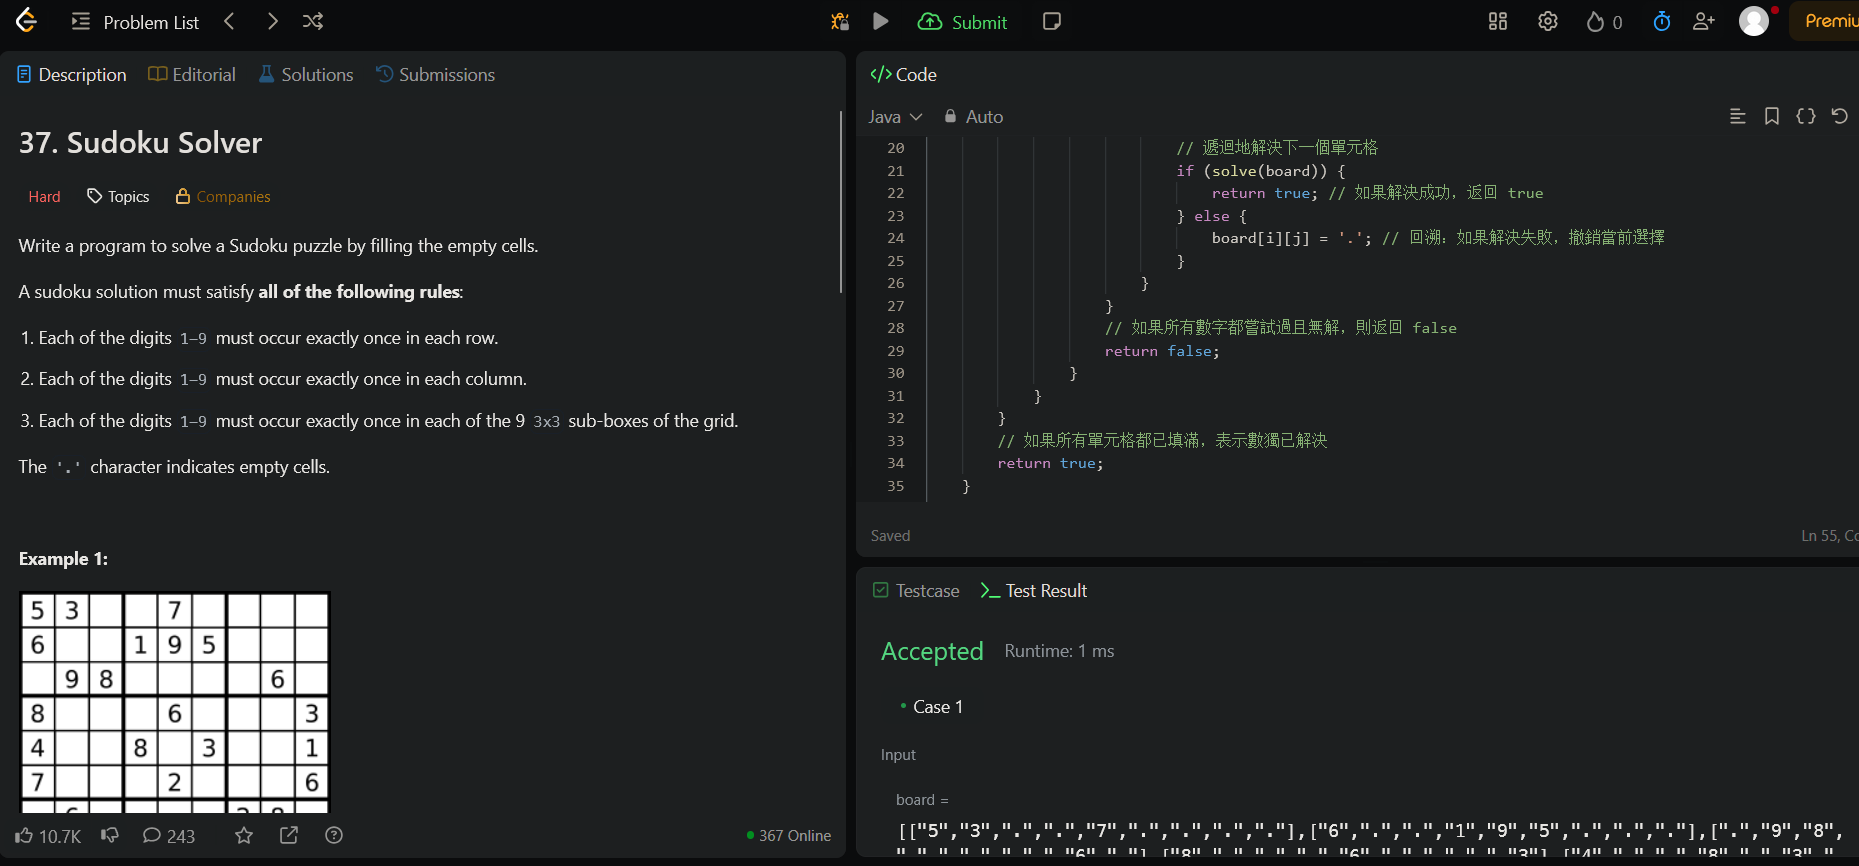 Problem List
Submit
0
Premiu
Description
Editorial
Solutions
Submissions
37. Sudoku Solver
Hard
Topics
Companies
Write a program to solve a Sudoku puzzle by filling the empty cells.
A sudoku solution must satisfy all of the following rules:
1. Each of the digits 1-9 must occur exactly once in each row.
2. Each of the digits 1-9 must occur exactly once in each column.
3. Each of the digits 1-9 must occur exactly once in each of the 9 3x3 sub-boxes of the grid.
The '.' character indicates empty cells.
Example 1:
5 3 7
6 1 9 5
9 8 6
8 6 3
4 8 3 1
7 2 6
10.7K
243
367 Online
</> Code
Java
Auto
20 // 遞迴地解決下一個單元格
21 if (solve(board)) {
22 return true; // 如果解決成功，返回 true
23 } else {
24 board[i][j] = '.'; // 回溯：如果解決失敗，撤銷當前選擇
25 }
26 }
27 }
28 // 如果所有數字都嘗試過且無解，則返回 false
29 return false;
30 }
31 }
32 }
33 // 如果所有單元格都已填滿，表示數獨已解決
34 return true;
35 }
Saved
Ln 55, Co
Testcase
Test Result
Accepted
Runtime: 1 ms
Case 1
Input
board =
[["5","3",".",".","7",".",".",".","."],["6",".",".","1","9","5",".",".","."],[".","9","8",